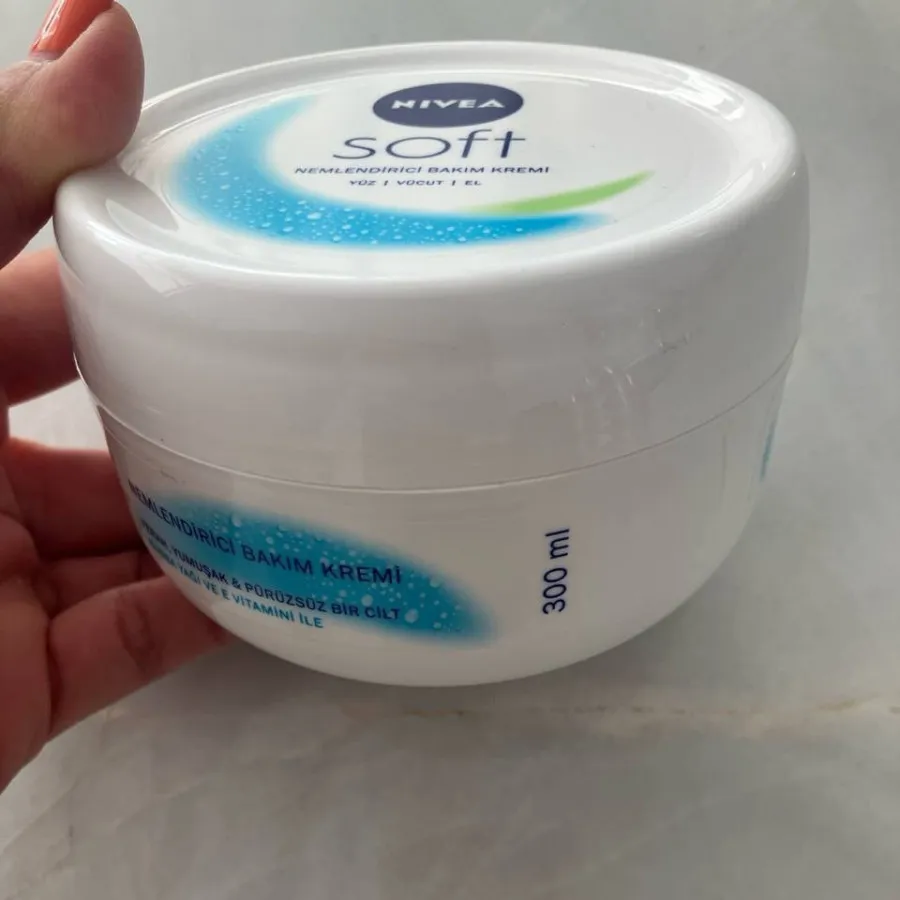 NIVEA
soft
NEMLENDİRİCİ BAKIM KREMİ
YÜZ | VÜCUT | EL
NEMLENDİRİCİ BAKIM KREMİ
YUMUŞAK & PÜRÜZSÜZ BİR CİLT
YAĞI VE E VİTAMİNİ İLE
300 ml